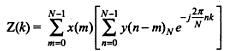 Z(k) = \sum_{m=0}^{N-1} x(m) \left[ \sum_{n=0}^{N-1} y(n-m)_N e^{-j\frac{2\pi}{N}nk} \right]